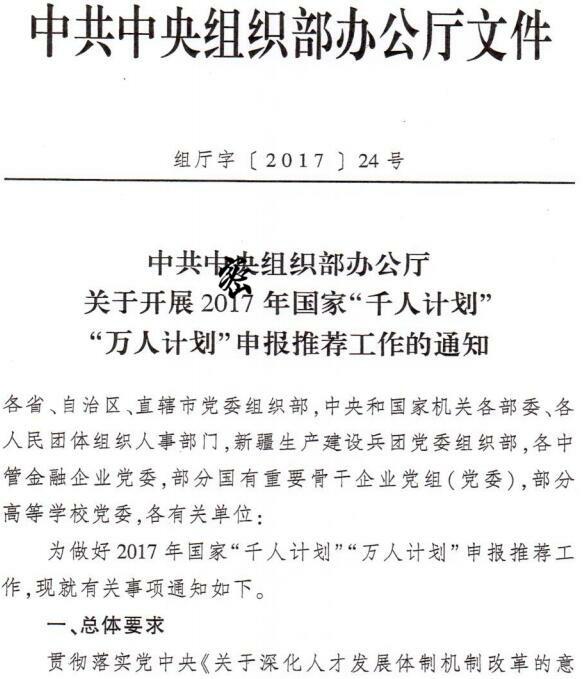 中共中央组织部办公厅文件
组厅字〔2017〕24号
中共中央组织部办公厅
关于开展2017年国家“千人计划”
“万人计划”申报推荐工作的通知
各省、自治区、直辖市党委组织部,中央和国家机关各部委、各
人民团体组织人事部门,新疆生产建设兵团党委组织部,各中
管金融企业党委,部分国有重要骨干企业党组(党委),部分
高等学校党委,各有关单位:
为做好2017年国家“千人计划”“万人计划”申报推荐工
作,现就有关事项通知如下。
一、总体要求
贯彻落实党中央《关于深化人才发展体制机制改革的意